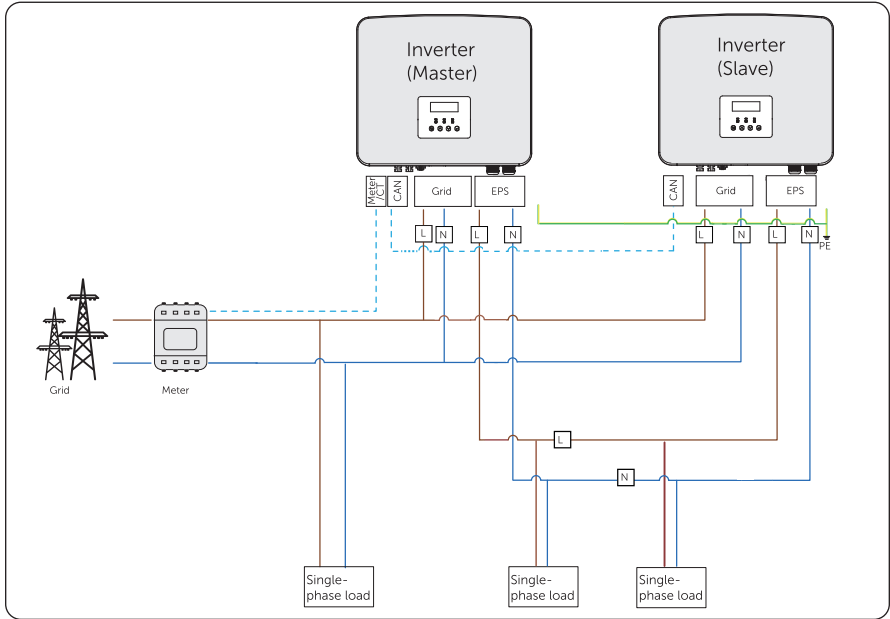 Inverter
(Master)
Inverter
(Slave)
Meter
/CT
CAN
Grid
EPS
CAN
Grid
EPS
L
N
L
N
L
N
L
N
PE
Grid
Meter
L
N
Single-
phase load
Single-
phase load
Single-
phase load